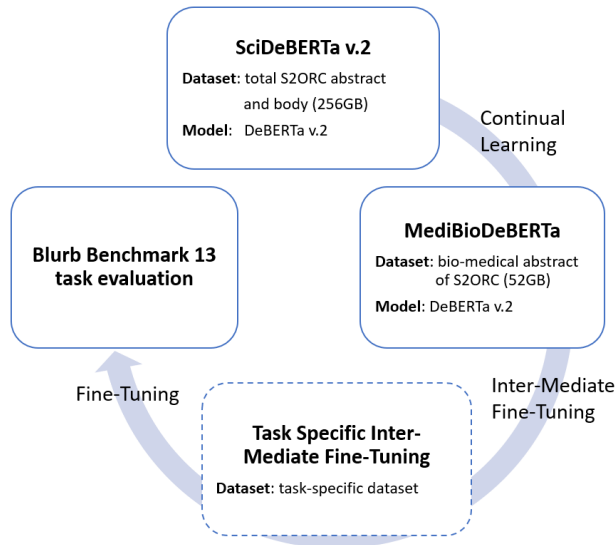 SciDeBERTa v.2
Dataset: total S2ORC abstract
and body (256GB)
Model: DeBERTa v.2
Continual
Learning
MediBioDeBERTa
Dataset: bio-medical abstract
of S2ORC (52GB)
Model: DeBERTa v.2
Inter-Mediate
Fine-Tuning
Task Specific Inter-
Mediate Fine-Tuning
Dataset: task-specific dataset
Fine-Tuning
Blurb Benchmark 13
task evaluation